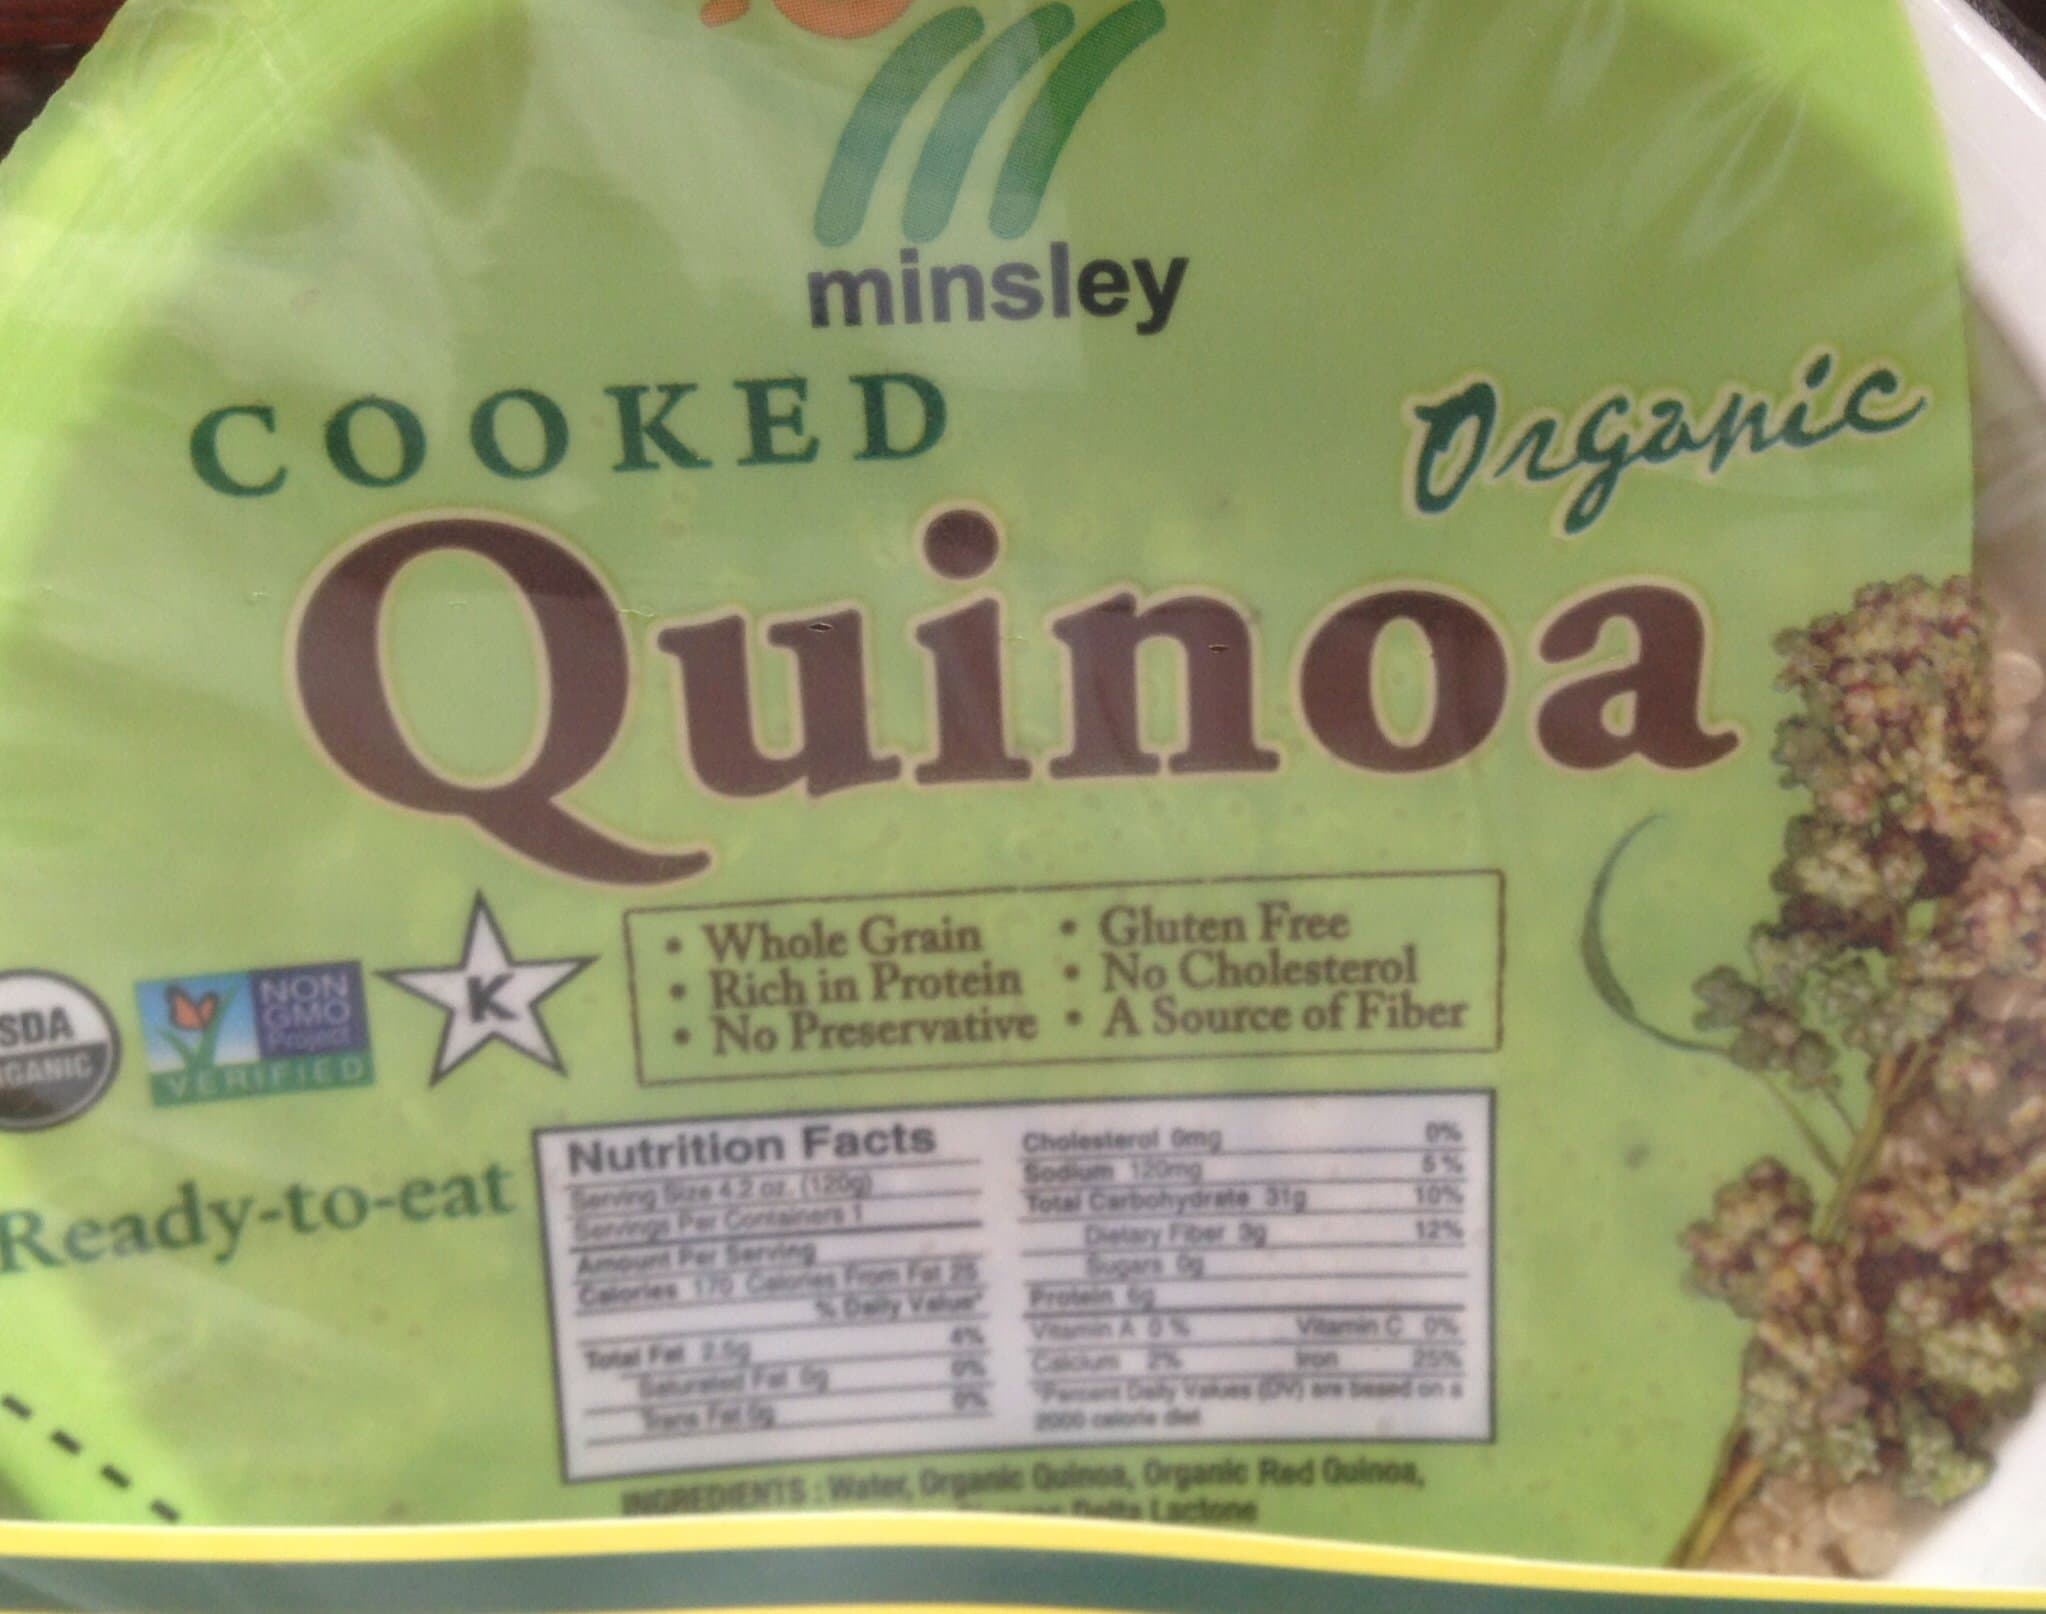 minsley
COOKED
Organic
Quinoa
• Whole Grain
• Rich in Protein
• No Preservative
• Gluten Free
• No Cholesterol
• A Source of Fiber
SDA
GANIC
NON
GMO
Project
VERIFIED
K
Ready-to-eat
Nutrition Facts
Serving Size 4.2 oz. (120g)
Servings Per Containers 1
Amount Per Serving
Calories 170 Calories From Fat 25
% Daily Value*
Total Fat 2.5g 4%
Saturated Fat 0g 0%
Trans Fat 0g 0%
Cholesterol 0mg 0%
Sodium 120mg 5%
Total Carbohydrate 31g 10%
Dietary Fiber 3g 12%
Sugars 0g
Protein 6g
Vitamin A 0% Vitamin C 0%
Calcium 2% Iron 25%
*Percent Daily Values (DV) are based on a
2000 calorie diet
INGREDIENTS : Water, Organic Quinoa, Organic Red Quinoa,
Delta Lactone